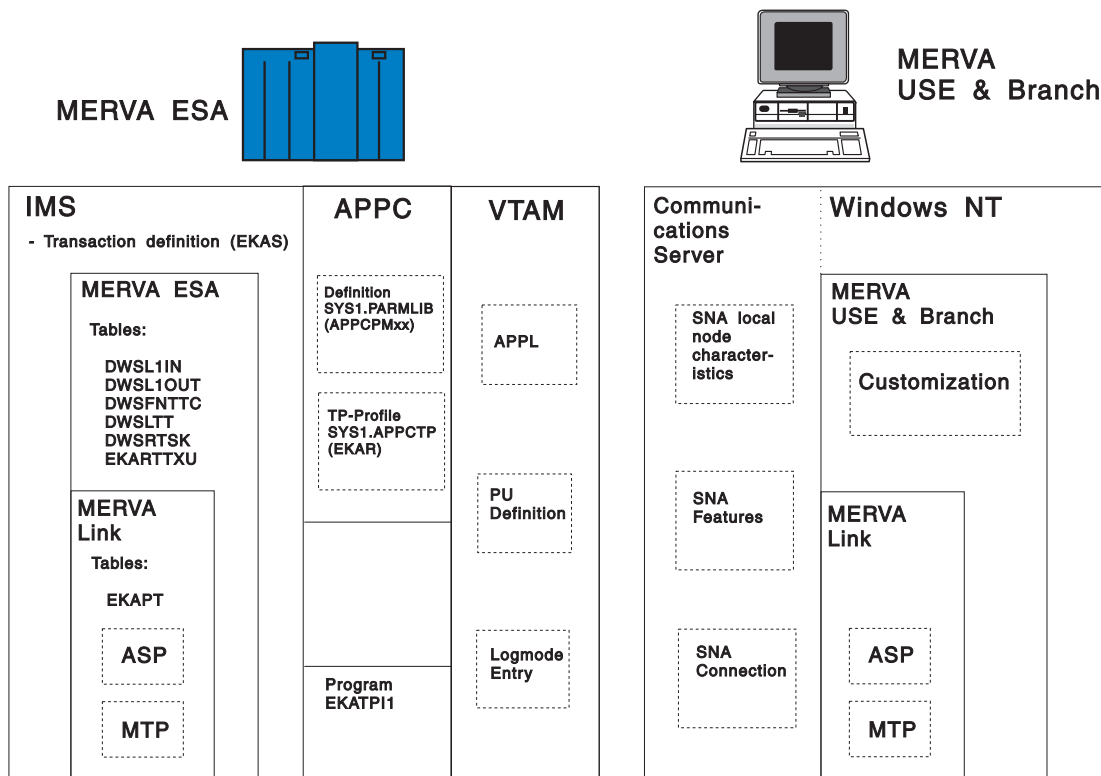 MERVA ESA
MERVA
USE & Branch
IMS
- Transaction definition (EKAS)
MERVA ESA
Tables:
DWSL1IN
DWSL1OUT
DWSFNTTC
DWSLTT
DWSRTSK
EKARTTXU
MERVA
Link
Tables:
EKAPT
ASP
MTP
APPC
Definition
SYS1.PARMLIB
(APPCPMxx)
TP-Profile
SYS1.APPCTP
(EKAR)
Program
EKATPI1
VTAM
APPL
PU
Definition
Logmode
Entry
Communi-
cations
Server
SNA local
node
character-
istics
SNA
Features
SNA
Connection
Windows NT
MERVA
USE & Branch
Customization
MERVA
Link
ASP
MTP